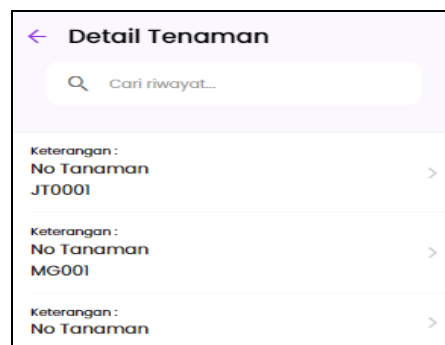 Detail Tenaman
Cari riwayat...
Keterangan :
No Tanaman
JT0001
Keterangan :
No Tanaman
MG001
Keterangan :
No Tanaman